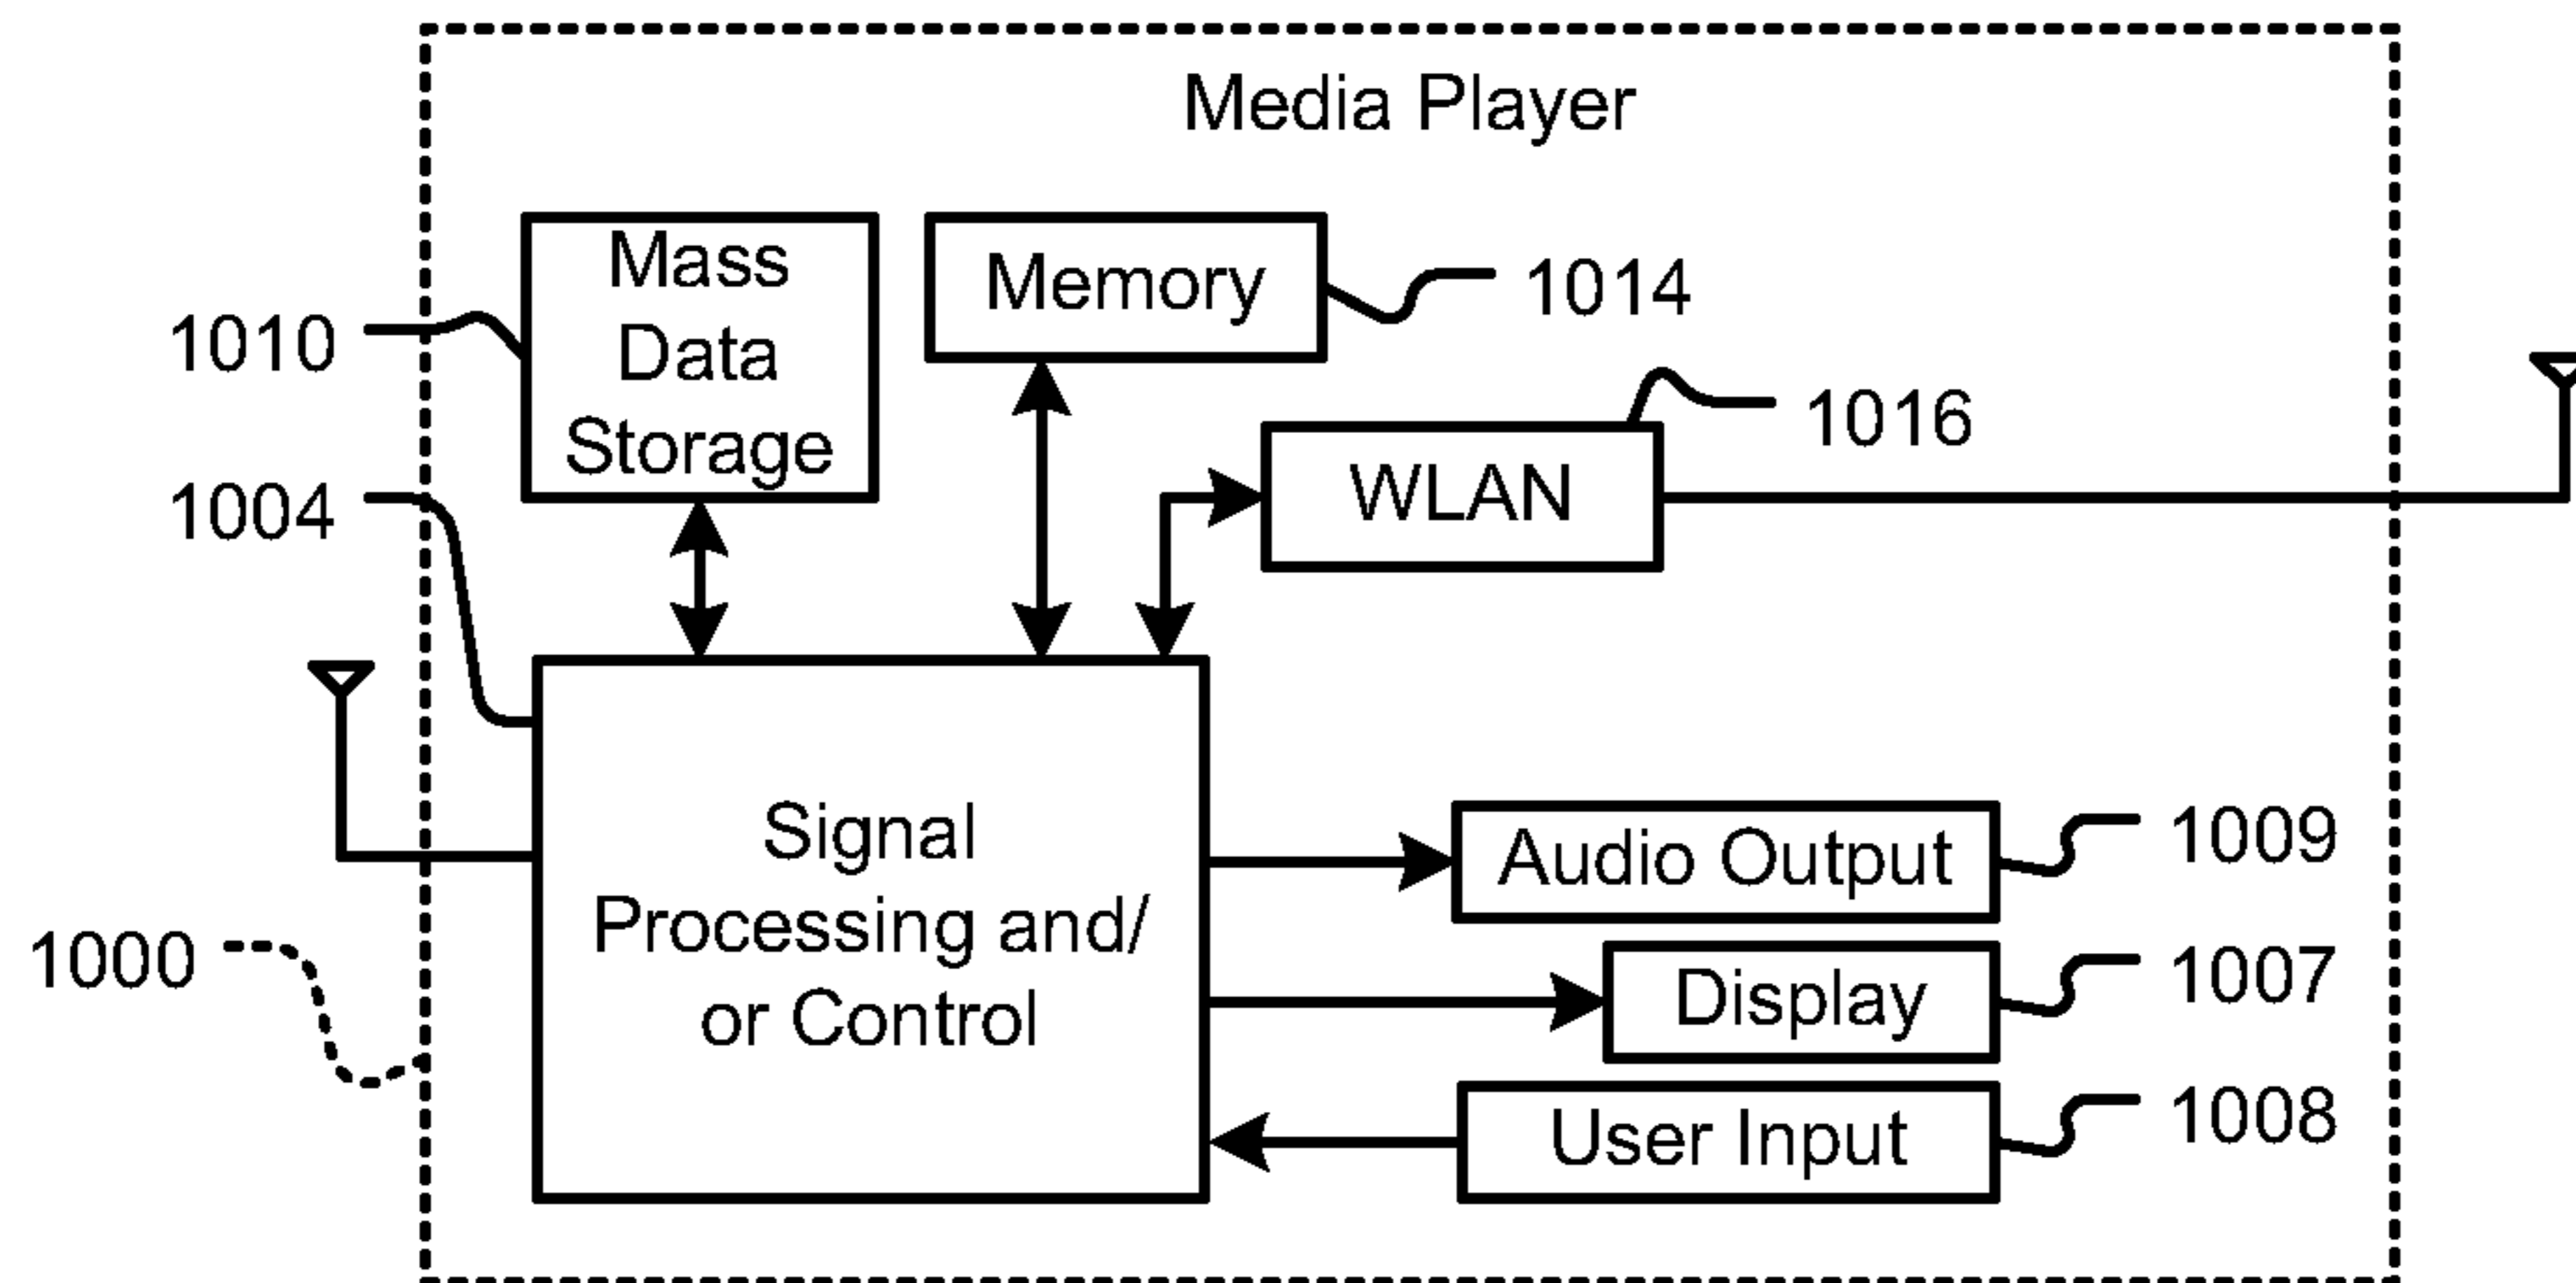 Media Player
Mass
Data
Storage
Memory
1014
1010
1016
WLAN
1004
Signal
Processing and/
or Control
Audio Output
1009
1000
Display
1007
User Input
1008